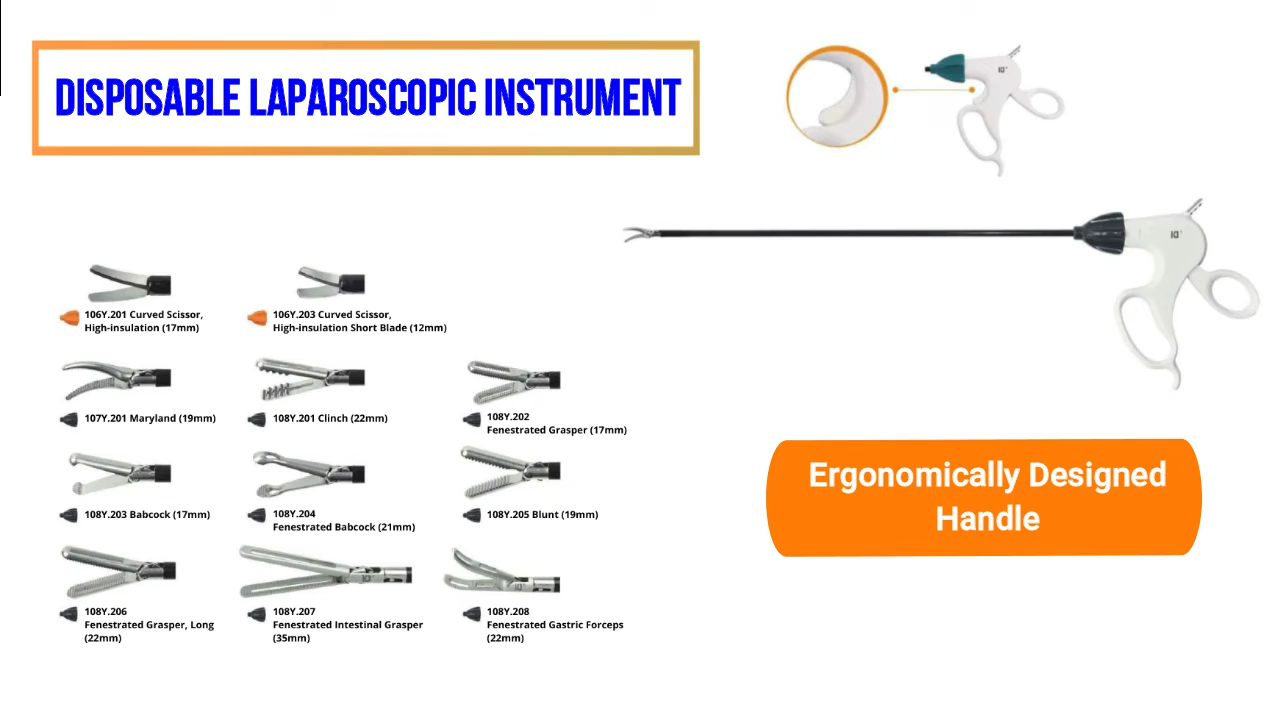 DISPOSABLE LAPAROSCOPIC INSTRUMENT
106Y.201 Curved Scissor,
High-insulation (17mm)
106Y.203 Curved Scissor,
High-insulation Short Blade (12mm)
107Y.201 Maryland (19mm)
108Y.201 Clinch (22mm)
108Y.202
Fenestrated Grasper (17mm)
108Y.203 Babcock (17mm)
108Y.204
Fenestrated Babcock (21mm)
108Y.205 Blunt (19mm)
108Y.206
Fenestrated Grasper, Long
(22mm)
108Y.207
Fenestrated Intestinal Grasper
(35mm)
108Y.208
Fenestrated Gastric Forceps
(22mm)
Ergonomically Designed
Handle